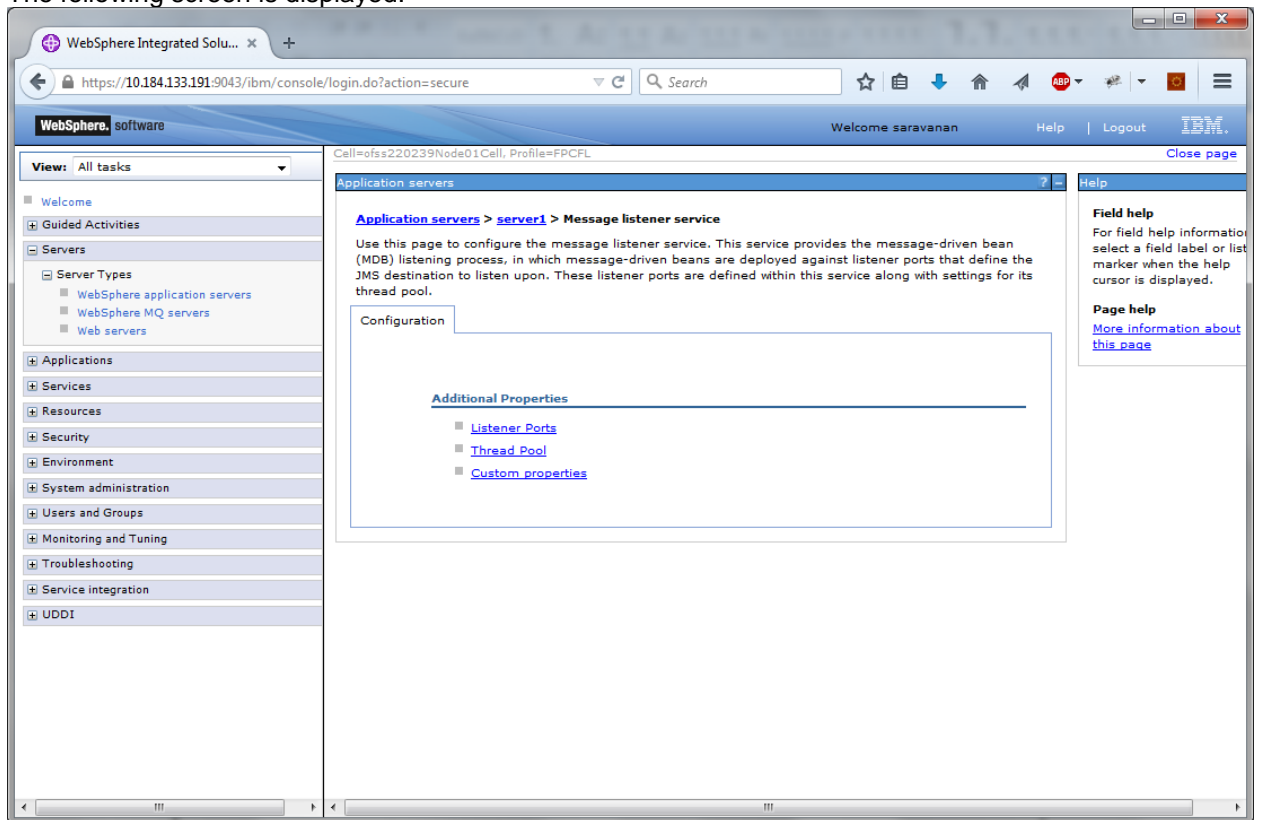 The following screen is displayed:
WebSphere Integrated Solu... × +
https://10.184.133.191:9043/ibm/console/login.do?action=secure
Search
ABP
WebSphere. software
Welcome saravanan
Help | Logout
IBM.
View: All tasks
Cell=ofss220239Node01Cell, Profile=FPCFL
Close page
Welcome
Guided Activities
Servers
Server Types
WebSphere application servers
WebSphere MQ servers
Web servers
Applications
Services
Resources
Security
Environment
System administration
Users and Groups
Monitoring and Tuning
Troubleshooting
Service integration
UDDI
Application servers ? –
Application servers > server1 > Message listener service
Use this page to configure the message listener service. This service provides the message-driven bean
(MDB) listening process, in which message-driven beans are deployed against listener ports that define the
JMS destination to listen upon. These listener ports are defined within this service along with settings for its
thread pool.
Configuration
Additional Properties
Listener Ports
Thread Pool
Custom properties
Help
Field help
For field help information
select a field label or list
marker when the help
cursor is displayed.
Page help
More information about
this page